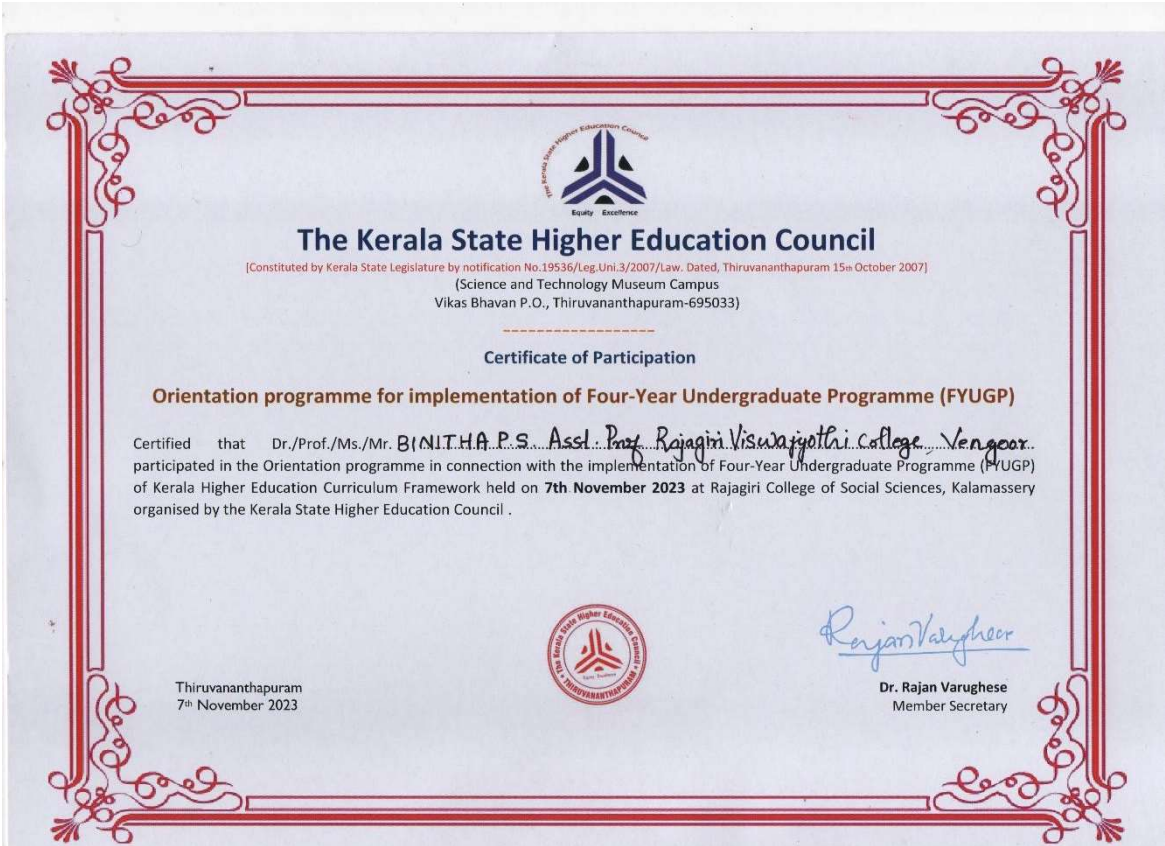 The Kerala State Higher Education Council
Equity Excellence
The Kerala State Higher Education Council
[Constituted by Kerala State Legislature by notification No.19536/Leg.Uni.3/2007/Law. Dated, Thiruvananthapuram 15th October 2007]
(Science and Technology Museum Campus
Vikas Bhavan P.O., Thiruvananthapuram-695033)
Certificate of Participation
Orientation programme for implementation of Four-Year Undergraduate Programme (FYUGP)
Certified that Dr./Prof./Ms./Mr. BINITHA P.S. Asst. Prof Rajagiri Viswajyothi College, Vengoor
participated in the Orientation programme in connection with the implementation of Four-Year Undergraduate Programme (FYUGP)
of Kerala Higher Education Curriculum Framework held on 7th November 2023 at Rajagiri College of Social Sciences, Kalamassery
organised by the Kerala State Higher Education Council .
The Kerala State Higher Education Council
Equity Excellence
THIRUVANANTHAPURAM
Rajan Varughese
Thiruvananthapuram
7th November 2023
Dr. Rajan Varughese
Member Secretary